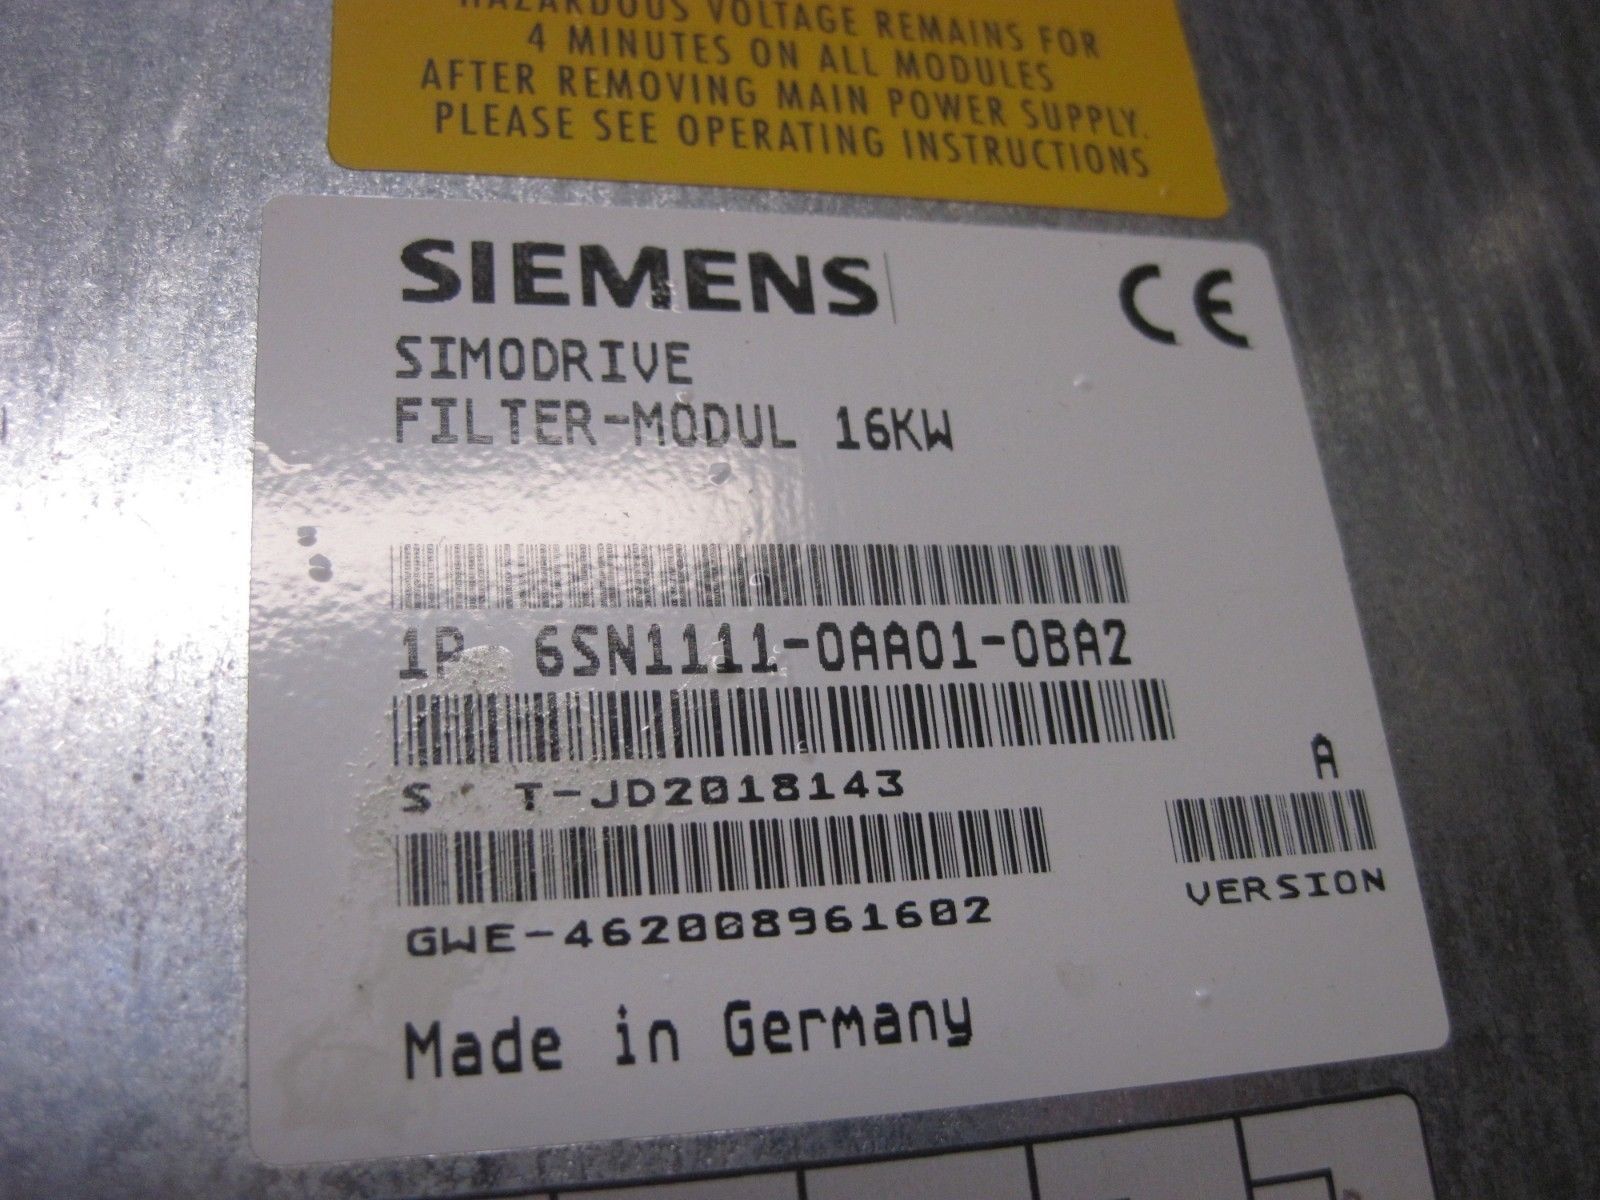 HAZARDOUS VOLTAGE REMAINS FOR
4 MINUTES ON ALL MODULES
AFTER REMOVING MAIN POWER SUPPLY.
PLEASE SEE OPERATING INSTRUCTIONS
SIEMENS
CE
SIMODRIVE
FILTER-MODUL 16KW
1P 6SN1111-0AA01-0BA2
S T-JD2018143
A
VERSION
GWE-462008961602
Made in Germany